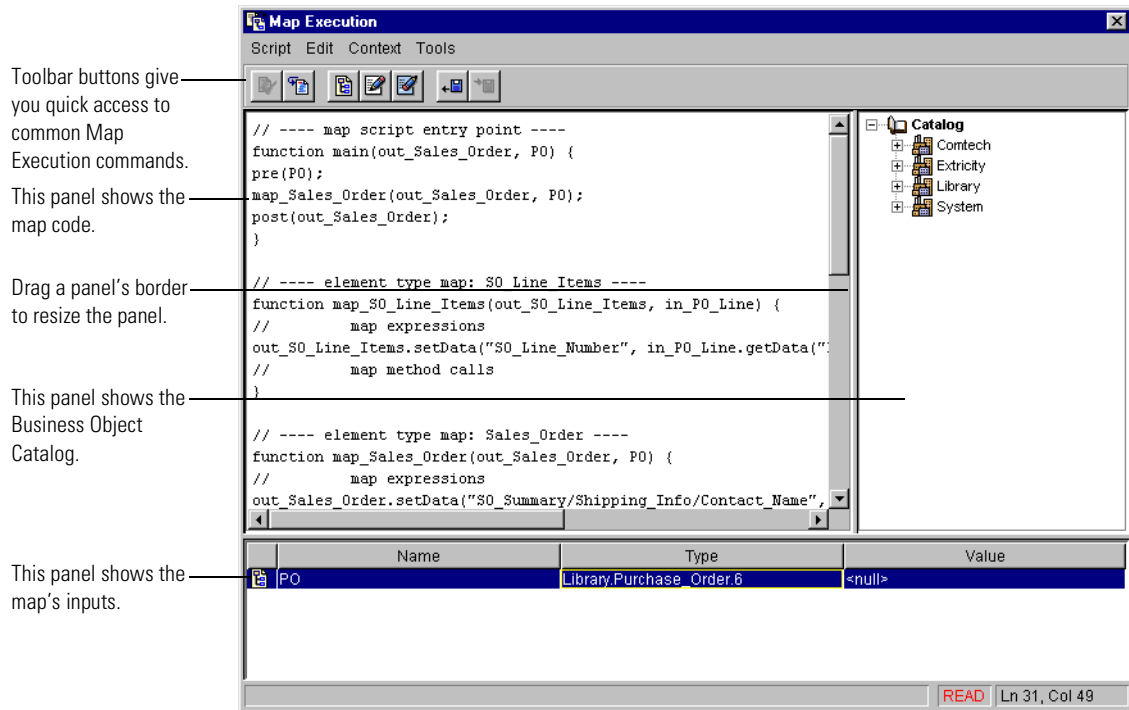 Map Execution
Script Edit Context Tools
Toolbar buttons give
you quick access to
common Map
Execution commands.
This panel shows the
map code.
Drag a panel's border
to resize the panel.
This panel shows the
Business Object
Catalog.
This panel shows the
map's inputs.
// ---- map script entry point ----
function main(out_Sales_Order, PO) {
pre(PO);
map_Sales_Order(out_Sales_Order, PO);
post(out_Sales_Order);
}
// ---- element type map: SO_Line_Items ----
function map_SO_Line_Items(out_SO_Line_Items, in_PO_Line) {
// map expressions
out_SO_Line_Items.setData("SO_Line_Number", in_PO_Line.getData("
// map method calls
}
// ---- element type map: Sales_Order ----
function map_Sales_Order(out_Sales_Order, PO) {
// map expressions
out_Sales_Order.setData("SO_Summary/Shipping_Info/Contact_Name",
Catalog
Comtech
Extricity
Library
System
Name Type Value
PO Library.Purchase_Order.6 <null>
READ Ln 31, Col 49